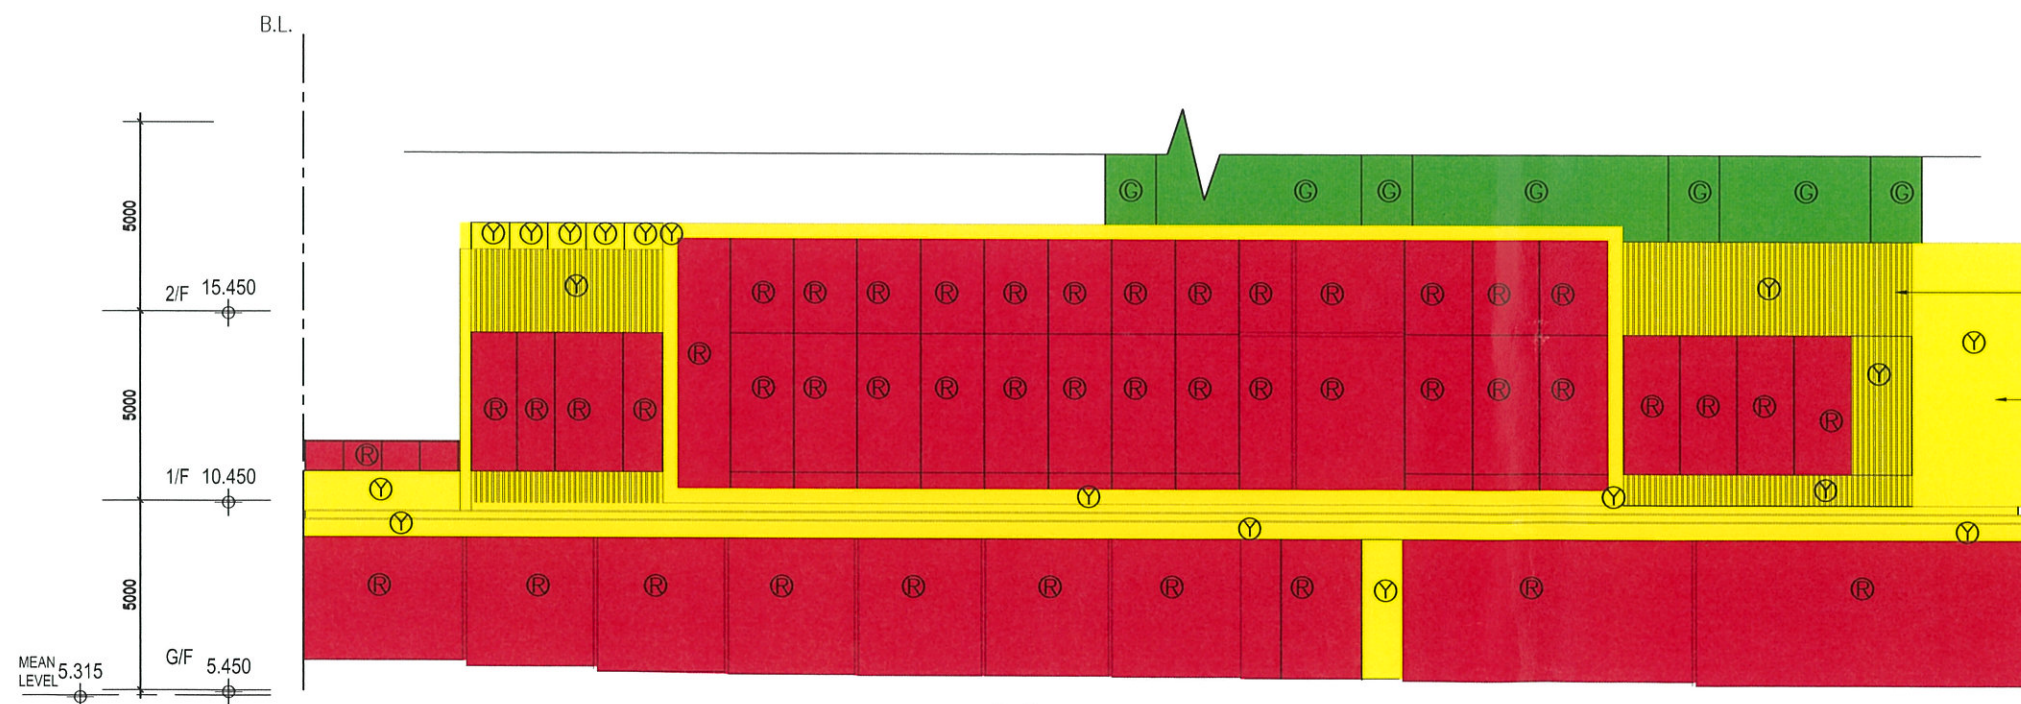 B.L.
G G G G G G G
Y Y Y Y Y Y
5000
Y Y
2/F 15.450
R R R R R R R R R R R R R
Y
R
Y
R R R R R R R R R R R R R
5000
R R R R
R R R R
R
1/F 10.450
Y Y Y Y
Y Y Y
5000
R R R R R R R R Y R R
G/F 5.450
MEAN
LEVEL 5.315